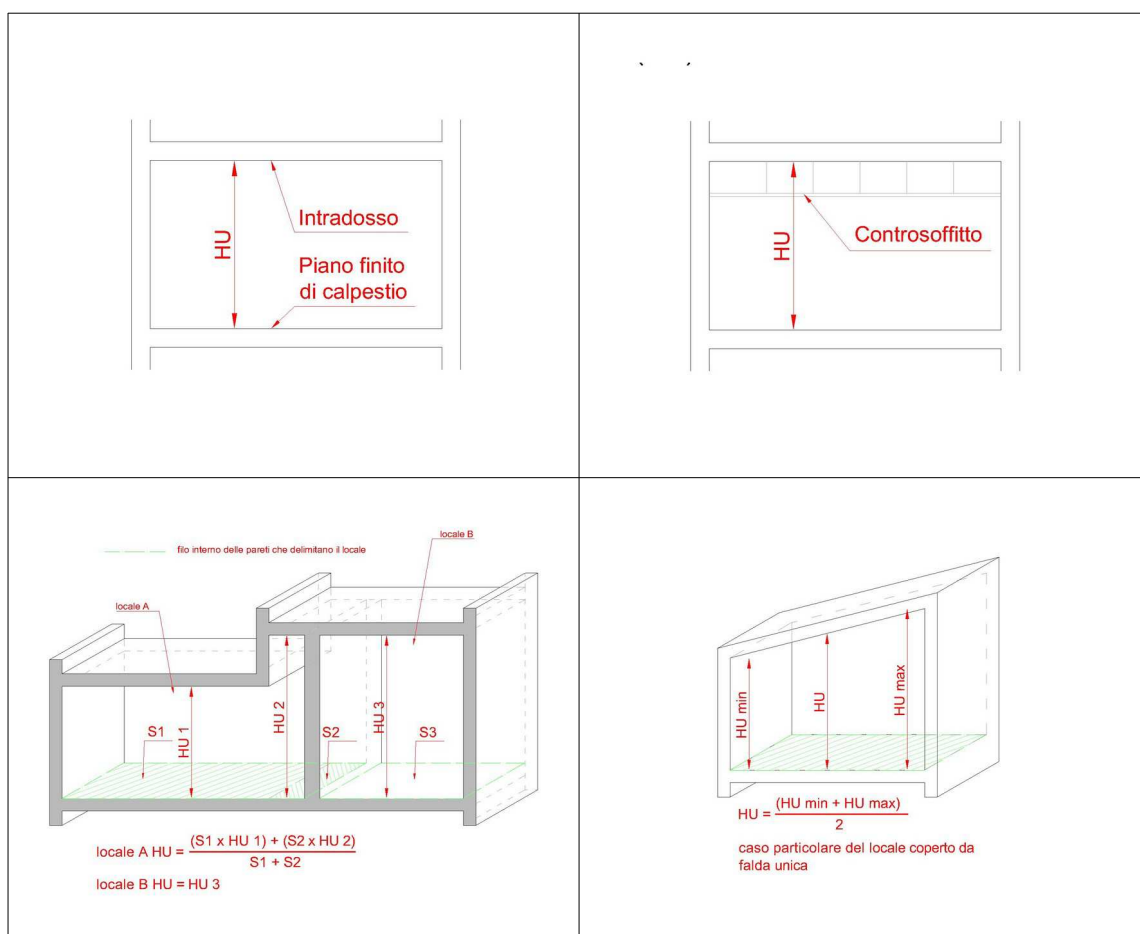 HU
Intradosso
Piano finito
di calpestio
HU
Controsoffitto
filo interno delle pareti che delimitano il locale
locale B
locale A
S1
HU 1
HU 2
S2
HU 3
S3
locale A HU = (S1 x HU 1) + (S2 x HU 2)
S1 + S2
locale B HU = HU 3
HU min
HU
HU max
HU = (HU min + HU max)
2
caso particolare del locale coperto da
falda unica